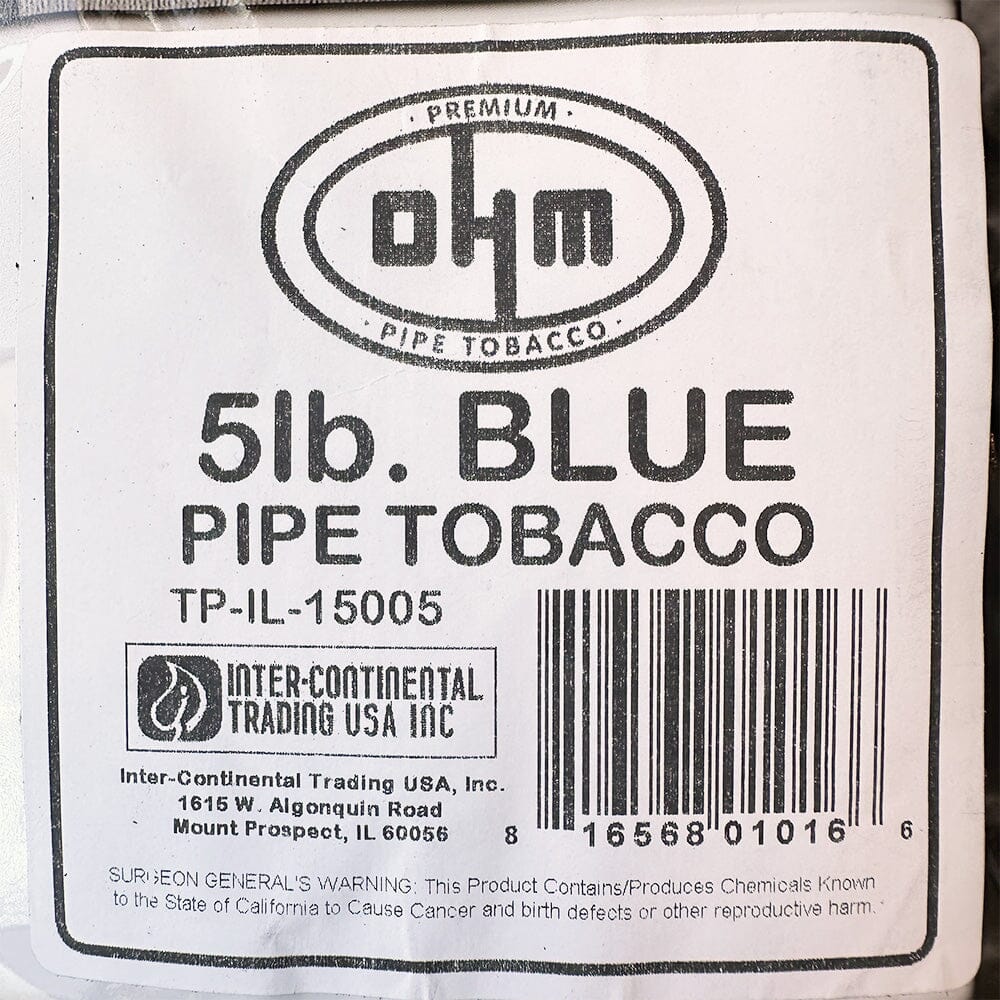 · PREMIUM ·
OHM
· PIPE TOBACCO ·
5lb. BLUE
PIPE TOBACCO
TP-IL-15005
INTER-CONTINENTAL
TRADING USA INC
Inter-Continental Trading USA, Inc.
1615 W. Algonquin Road
Mount Prospect, IL 60056
8 16568 01016 6
SURGEON GENERAL'S WARNING: This Product Contains/Produces Chemicals Known
to the State of California to Cause Cancer and birth defects or other reproductive harm.